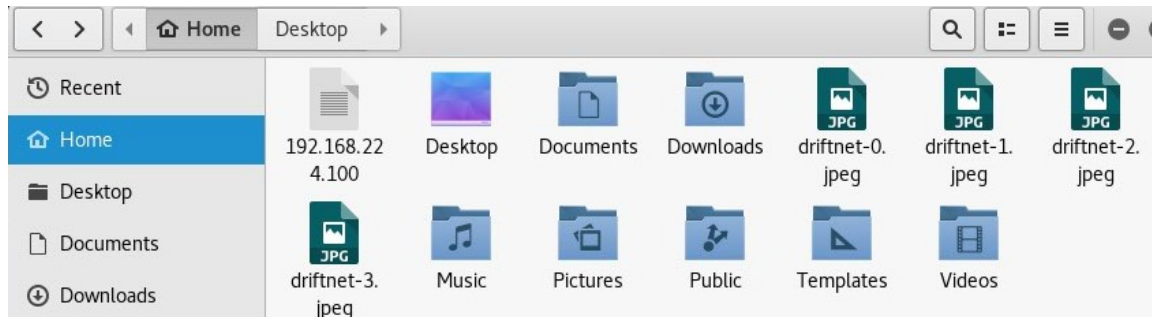 Home Desktop
Recent
Home
Desktop
Documents
Downloads
192.168.22
4.100
Desktop
Documents
Downloads
JPG
driftnet-0.
jpeg
JPG
driftnet-1.
jpeg
JPG
driftnet-2.
jpeg
JPG
driftnet-3.
jpeg
Music
Pictures
Public
Templates
Videos